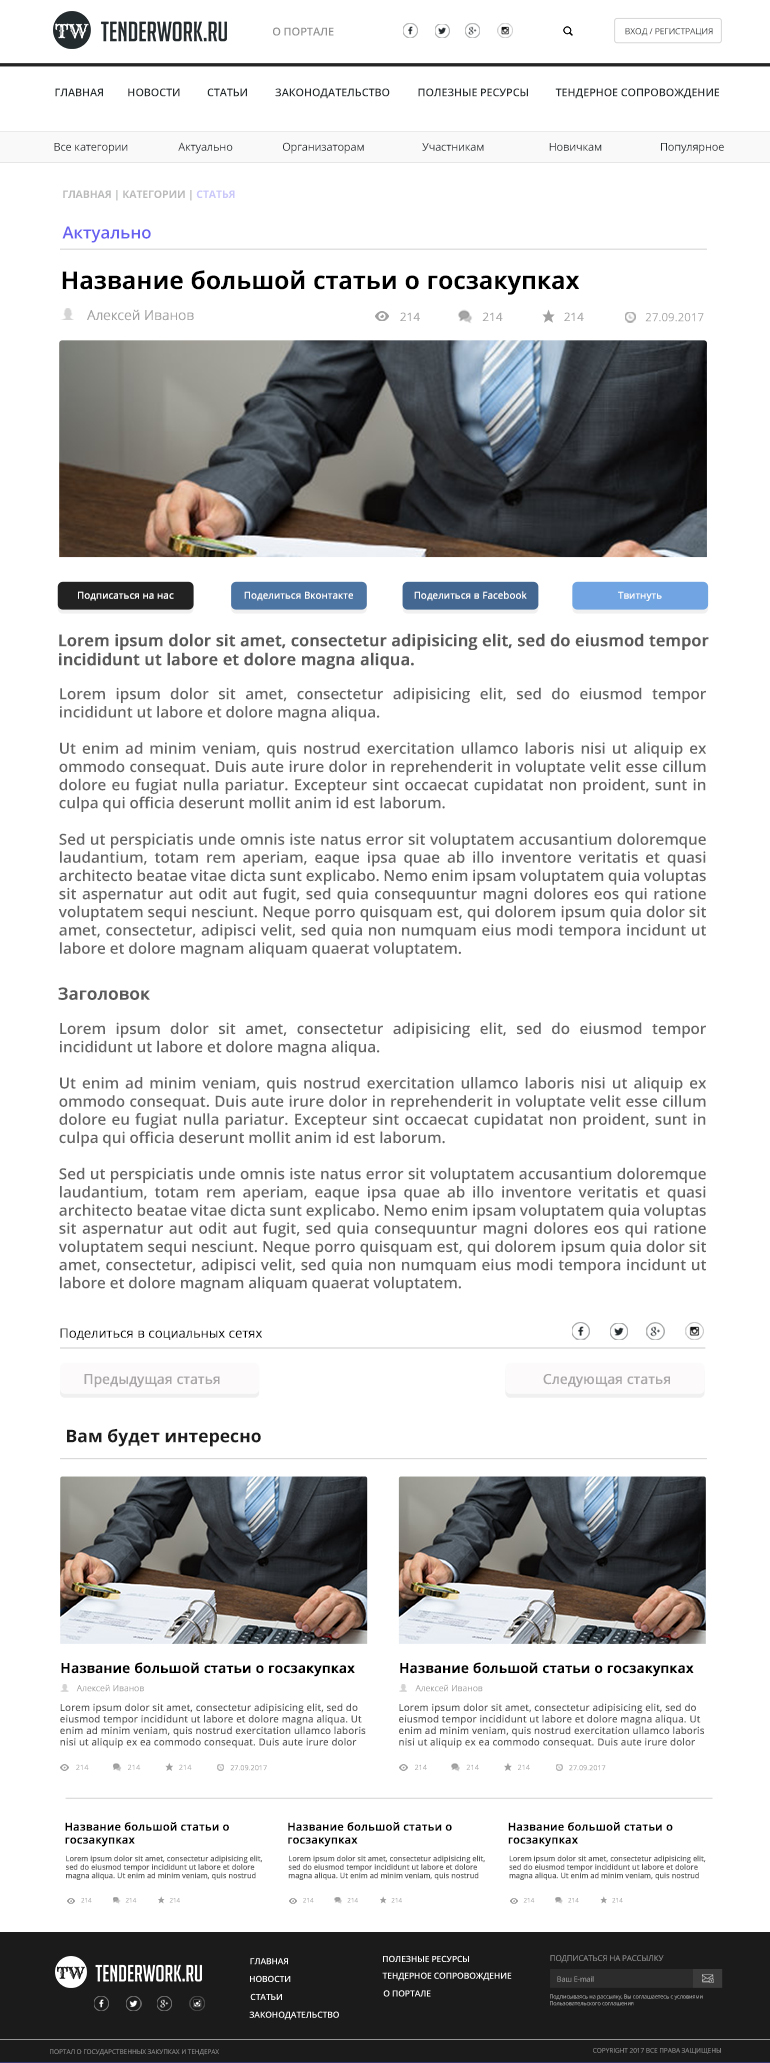 TW TENDERWORK.RU
О ПОРТАЛЕ
ВХОД / РЕГИСТРАЦИЯ
ГЛАВНАЯ НОВОСТИ СТАТЬИ ЗАКОНОДАТЕЛЬСТВО ПОЛЕЗНЫЕ РЕСУРСЫ ТЕНДЕРНОЕ СОПРОВОЖДЕНИЕ
Все категории Актуально Организаторам Участникам Новичкам Популярное
ГЛАВНАЯ | КАТЕГОРИИ | СТАТЬЯ
Актуально
Название большой статьи о госзакупках
Алексей Иванов 214 214 214 27.09.2017
Подписаться на нас Поделиться Вконтакте Поделиться в Facebook Твитнуть
Lorem ipsum dolor sit amet, consectetur adipisicing elit, sed do eiusmod tempor
incididunt ut labore et dolore magna aliqua.
Lorem ipsum dolor sit amet, consectetur adipisicing elit, sed do eiusmod tempor
incididunt ut labore et dolore magna aliqua.
Ut enim ad minim veniam, quis nostrud exercitation ullamco laboris nisi ut aliquip ex
ommodo consequat. Duis aute irure dolor in reprehenderit in voluptate velit esse cillum
dolore eu fugiat nulla pariatur. Excepteur sint occaecat cupidatat non proident, sunt in
culpa qui officia deserunt mollit anim id est laborum.
Sed ut perspiciatis unde omnis iste natus error sit voluptatem accusantium doloremque
laudantium, totam rem aperiam, eaque ipsa quae ab illo inventore veritatis et quasi
architecto beatae vitae dicta sunt explicabo. Nemo enim ipsam voluptatem quia voluptas
sit aspernatur aut odit aut fugit, sed quia consequuntur magni dolores eos qui ratione
voluptatem sequi nesciunt. Neque porro quisquam est, qui dolorem ipsum quia dolor sit
amet, consectetur, adipisci velit, sed quia non numquam eius modi tempora incidunt ut
labore et dolore magnam aliquam quaerat voluptatem.
Заголовок
Lorem ipsum dolor sit amet, consectetur adipisicing elit, sed do eiusmod tempor
incididunt ut labore et dolore magna aliqua.
Ut enim ad minim veniam, quis nostrud exercitation ullamco laboris nisi ut aliquip ex
ommodo consequat. Duis aute irure dolor in reprehenderit in voluptate velit esse cillum
dolore eu fugiat nulla pariatur. Excepteur sint occaecat cupidatat non proident, sunt in
culpa qui officia deserunt mollit anim id est laborum.
Sed ut perspiciatis unde omnis iste natus error sit voluptatem accusantium doloremque
laudantium, totam rem aperiam, eaque ipsa quae ab illo inventore veritatis et quasi
architecto beatae vitae dicta sunt explicabo. Nemo enim ipsam voluptatem quia voluptas
sit aspernatur aut odit aut fugit, sed quia consequuntur magni dolores eos qui ratione
voluptatem sequi nesciunt. Neque porro quisquam est, qui dolorem ipsum quia dolor sit
amet, consectetur, adipisci velit, sed quia non numquam eius modi tempora incidunt ut
labore et dolore magnam aliquam quaerat voluptatem.
Поделиться в социальных сетях
Предыдущая статья Следующая статья
Вам будет интересно
Название большой статьи о госзакупках
Алексей Иванов
Lorem ipsum dolor sit amet, consectetur adipisicing elit, sed do
eiusmod tempor incididunt ut labore et dolore magna aliqua. Ut
enim ad minim veniam, quis nostrud exercitation ullamco laboris
nisi ut aliquip ex ea commodo consequat. Duis aute irure dolor
214 214 214 27.09.2017
Название большой статьи о госзакупках
Алексей Иванов
Lorem ipsum dolor sit amet, consectetur adipisicing elit, sed do
eiusmod tempor incididunt ut labore et dolore magna aliqua. Ut
enim ad minim veniam, quis nostrud exercitation ullamco laboris
nisi ut aliquip ex ea commodo consequat. Duis aute irure dolor
214 214 214 27.09.2017
Название большой статьи о
госзакупках
Lorem ipsum dolor sit amet, consectetur adipisicing elit,
sed do eiusmod tempor incididunt ut labore et dolore
magna aliqua. Ut enim ad minim veniam, quis nostrud
214 214 214
Название большой статьи о
госзакупках
Lorem ipsum dolor sit amet, consectetur adipisicing elit,
sed do eiusmod tempor incididunt ut labore et dolore
magna aliqua. Ut enim ad minim veniam, quis nostrud
214 214 214
Название большой статьи о
госзакупках
Lorem ipsum dolor sit amet, consectetur adipisicing elit,
sed do eiusmod tempor incididunt ut labore et dolore
magna aliqua. Ut enim ad minim veniam, quis nostrud
214 214 214
TW TENDERWORK.RU
ГЛАВНАЯ
НОВОСТИ
СТАТЬИ
ЗАКОНОДАТЕЛЬСТВО
ПОЛЕЗНЫЕ РЕСУРСЫ
ТЕНДЕРНОЕ СОПРОВОЖДЕНИЕ
О ПОРТАЛЕ
ПОДПИСАТЬСЯ НА РАССЫЛКУ
Ваш E-mail
Подписываясь на рассылку, Вы соглашаетесь с условиями
Пользовательского соглашения
ПОРТАЛ О ГОСУДАРСТВЕННЫХ ЗАКУПКАХ И ТЕНДЕРАХ
COPYRIGHT 2017 ВСЕ ПРАВА ЗАЩИЩЕНЫ